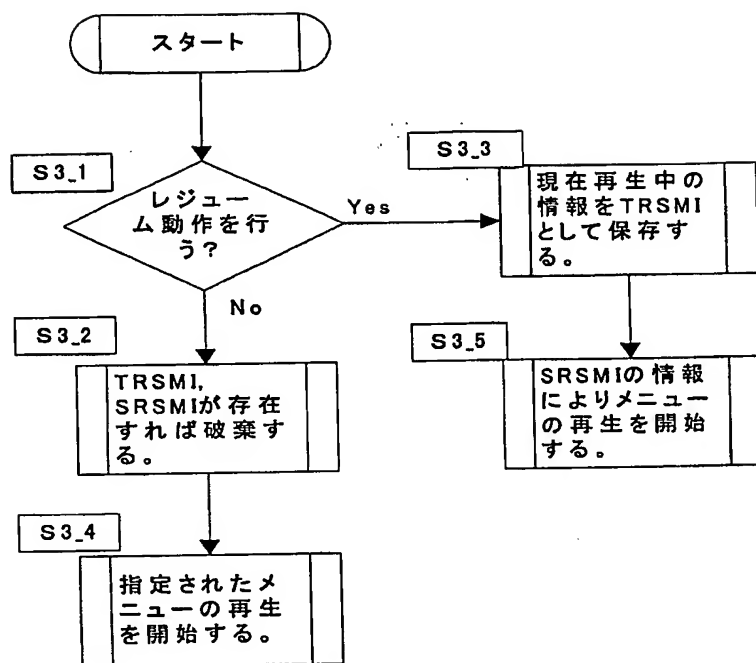 スタート
S3_1
レジュー
ム動作を行
う?
Yes
No
S3_3
現在再生中の
情報をTRSMI
として保存す
る。
S3_2
TRSMI,
SRSMIが存在
すれば破棄す
る。
S3_5
SRSMIの情報
によりメニュー
の再生を開始
する。
S3_4
指定されたメ
ニューの再生
を開始する。